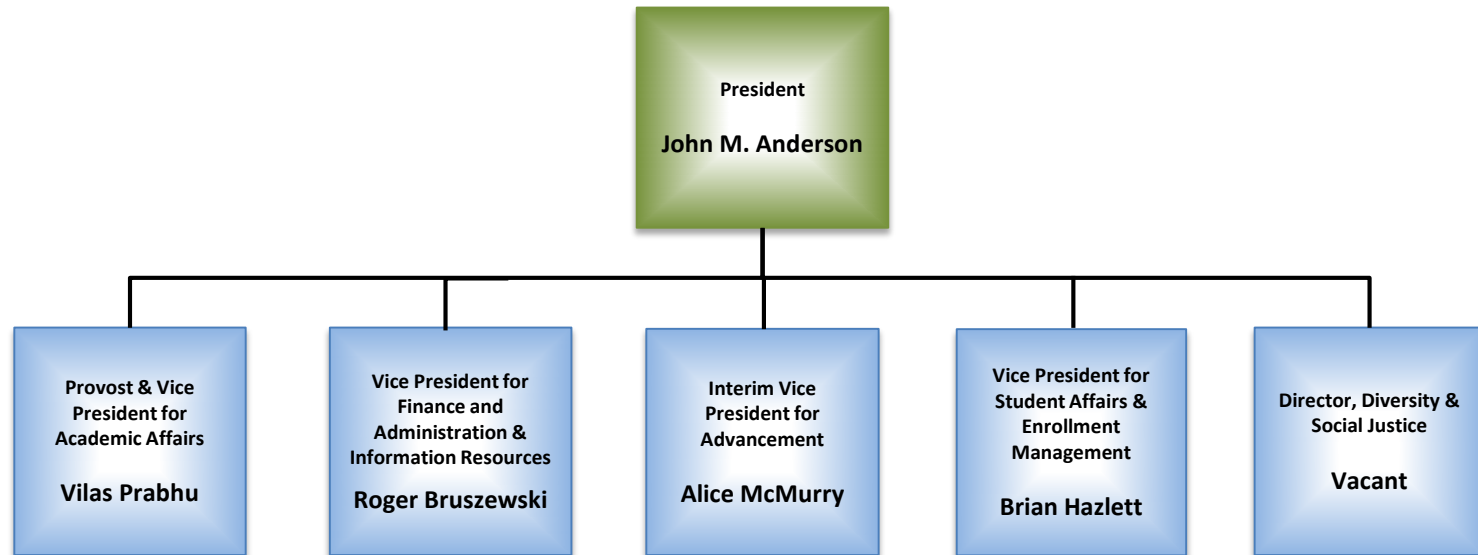 President
John M. Anderson
Provost & Vice
President for
Academic Affairs
Vilas Prabhu
Vice President for
Finance and
Administration &
Information Resources
Roger Bruszewski
Interim Vice
President for
Advancement
Alice McMurry
Vice President for
Student Affairs &
Enrollment
Management
Brian Hazlett
Director, Diversity &
Social Justice
Vacant